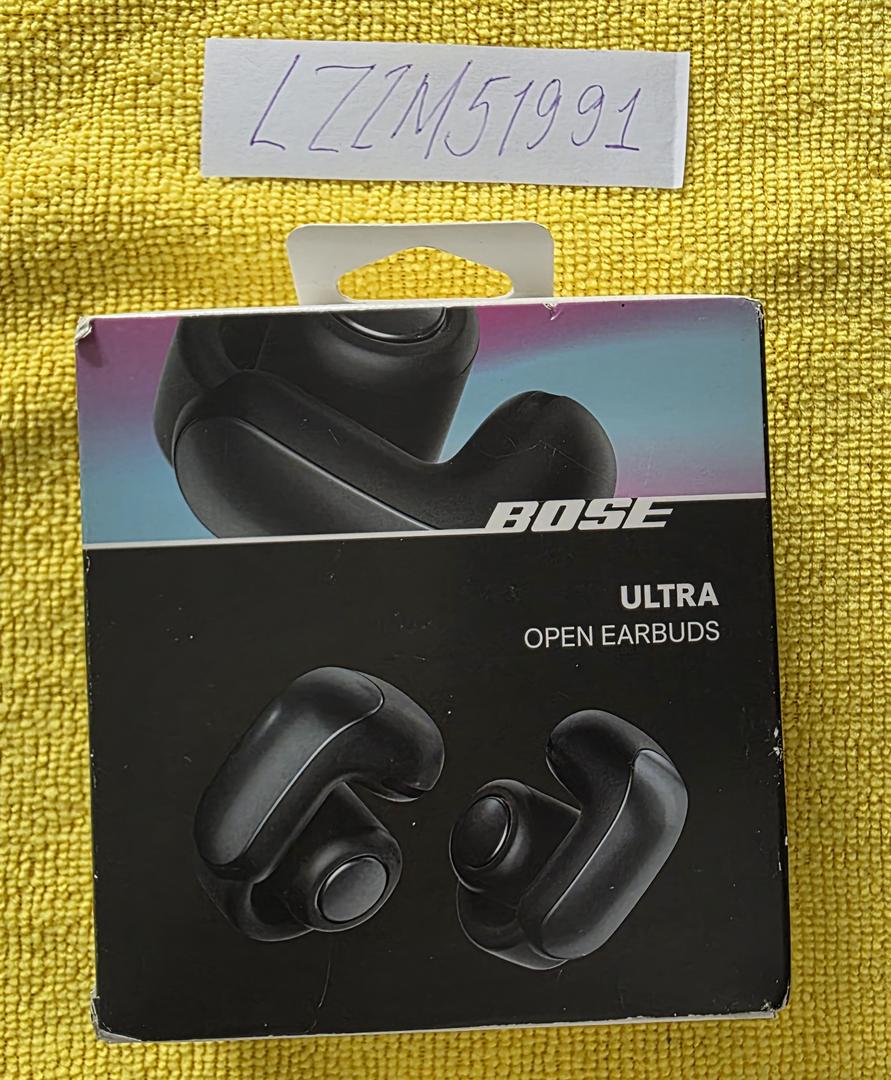 LZZM51991
BOSE
ULTRA
OPEN EARBUDS